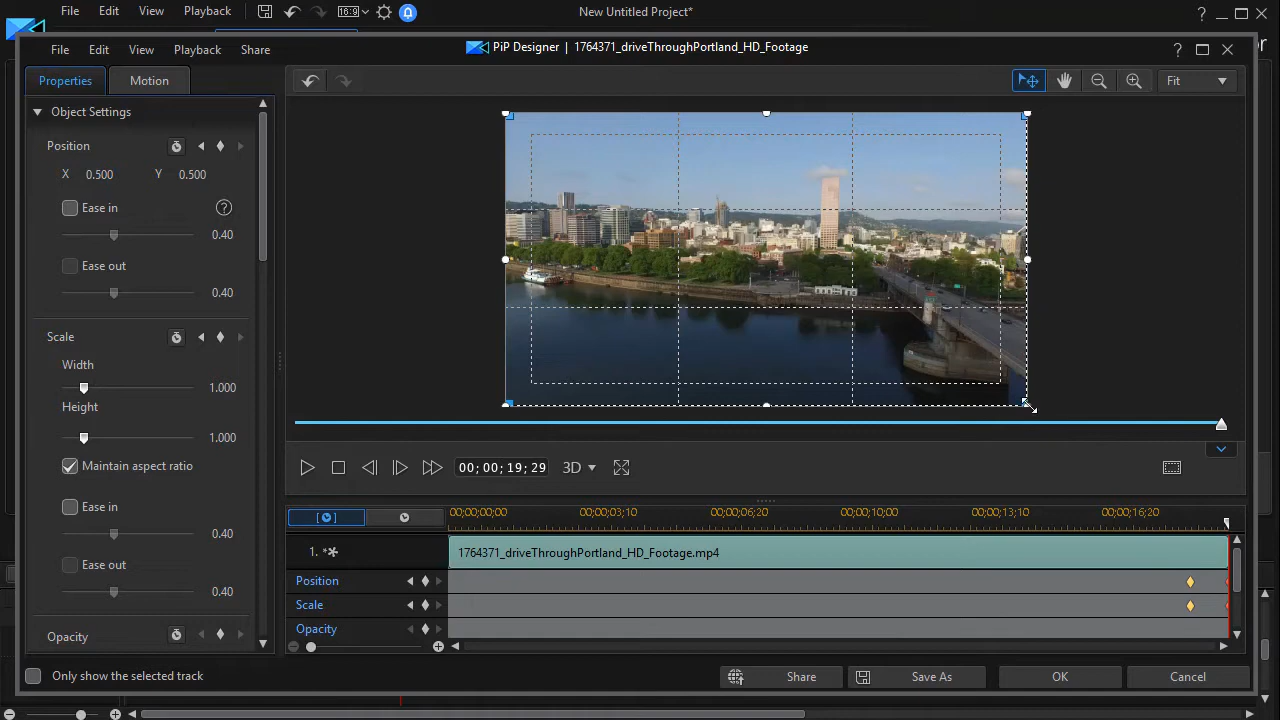 File Edit View Playback 16:9 New Untitled Project* ?
File Edit View Playback Share PiP Designer | 1764371_driveThroughPortland_HD_Footage ?
or
Properties Motion Fit
Object Settings
Position
X 0.500 Y 0.500
Ease in ?
0.40
Ease out
0.40
Scale
Width
1.000
Height
1.000
Maintain aspect ratio
Ease in
0.40
Ease out
0.40
Opacity
00;00;19;29 3D
00;00;00;00 00;00;03;10 00;00;06;20 00;00;10;00 00;00;13;10 00;00;16;20
1. 1764371_driveThroughPortland_HD_Footage.mp4
Position
Scale
Opacity
Only show the selected track Share Save As OK Cancel